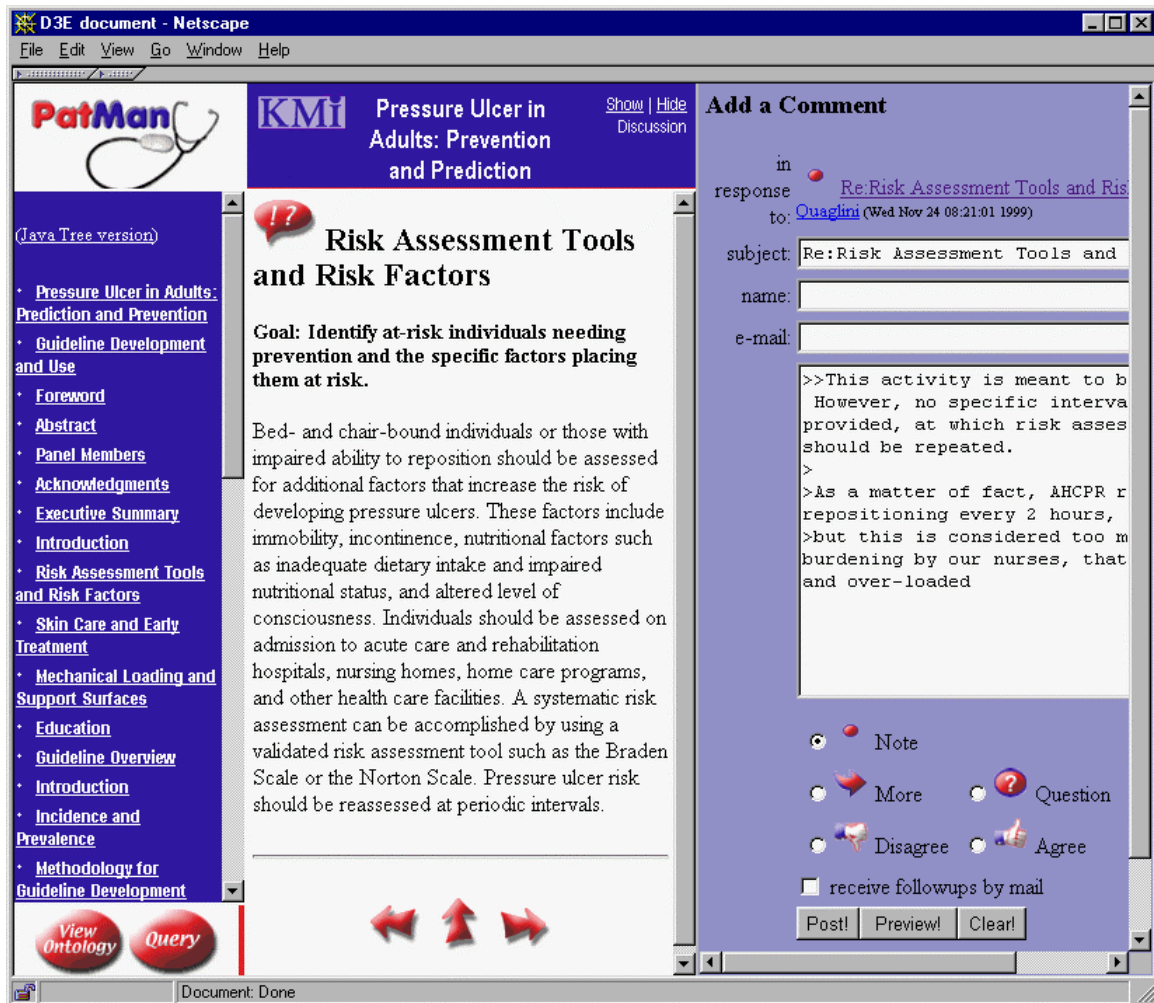 D3E document - Netscape
File Edit View Go Window Help
PatMan
KMi
Pressure Ulcer in
Adults: Prevention
and Prediction
Show | Hide
Discussion
(Java Tree version)
Pressure Ulcer in Adults:
Prediction and Prevention
Guideline Development
and Use
Foreword
Abstract
Panel Members
Acknowledgments
Executive Summary
Introduction
Risk Assessment Tools
and Risk Factors
Skin Care and Early
Treatment
Mechanical Loading and
Support Surfaces
Education
Guideline Overview
Introduction
Incidence and
Prevalence
Methodology for
Guideline Development
View
Ontology
Query
!?
Risk Assessment Tools
and Risk Factors
Goal: Identify at-risk individuals needing
prevention and the specific factors placing
them at risk.
Bed- and chair-bound individuals or those with
impaired ability to reposition should be assessed
for additional factors that increase the risk of
developing pressure ulcers. These factors include
immobility, incontinence, nutritional factors such
as inadequate dietary intake and impaired
nutritional status, and altered level of
consciousness. Individuals should be assessed on
admission to acute care and rehabilitation
hospitals, nursing homes, home care programs,
and other health care facilities. A systematic risk
assessment can be accomplished by using a
validated risk assessment tool such as the Braden
Scale or the Norton Scale. Pressure ulcer risk
should be reassessed at periodic intervals.
Add a Comment
in
response
to:
Re:Risk Assessment Tools and Ris
Quaglini (Wed Nov 24 08:21:01 1999)
subject: Re:Risk Assessment Tools and
name:
e-mail:
>>This activity is meant to b
However, no specific interva
provided, at which risk asses
should be repeated.
>
>As a matter of fact, AHCPR r
repositioning every 2 hours,
>but this is considered too m
burdening by our nurses, that
and over-loaded
Note
More ? Question
Disagree Agree
receive followups by mail
Post! Preview! Clear!
Document: Done